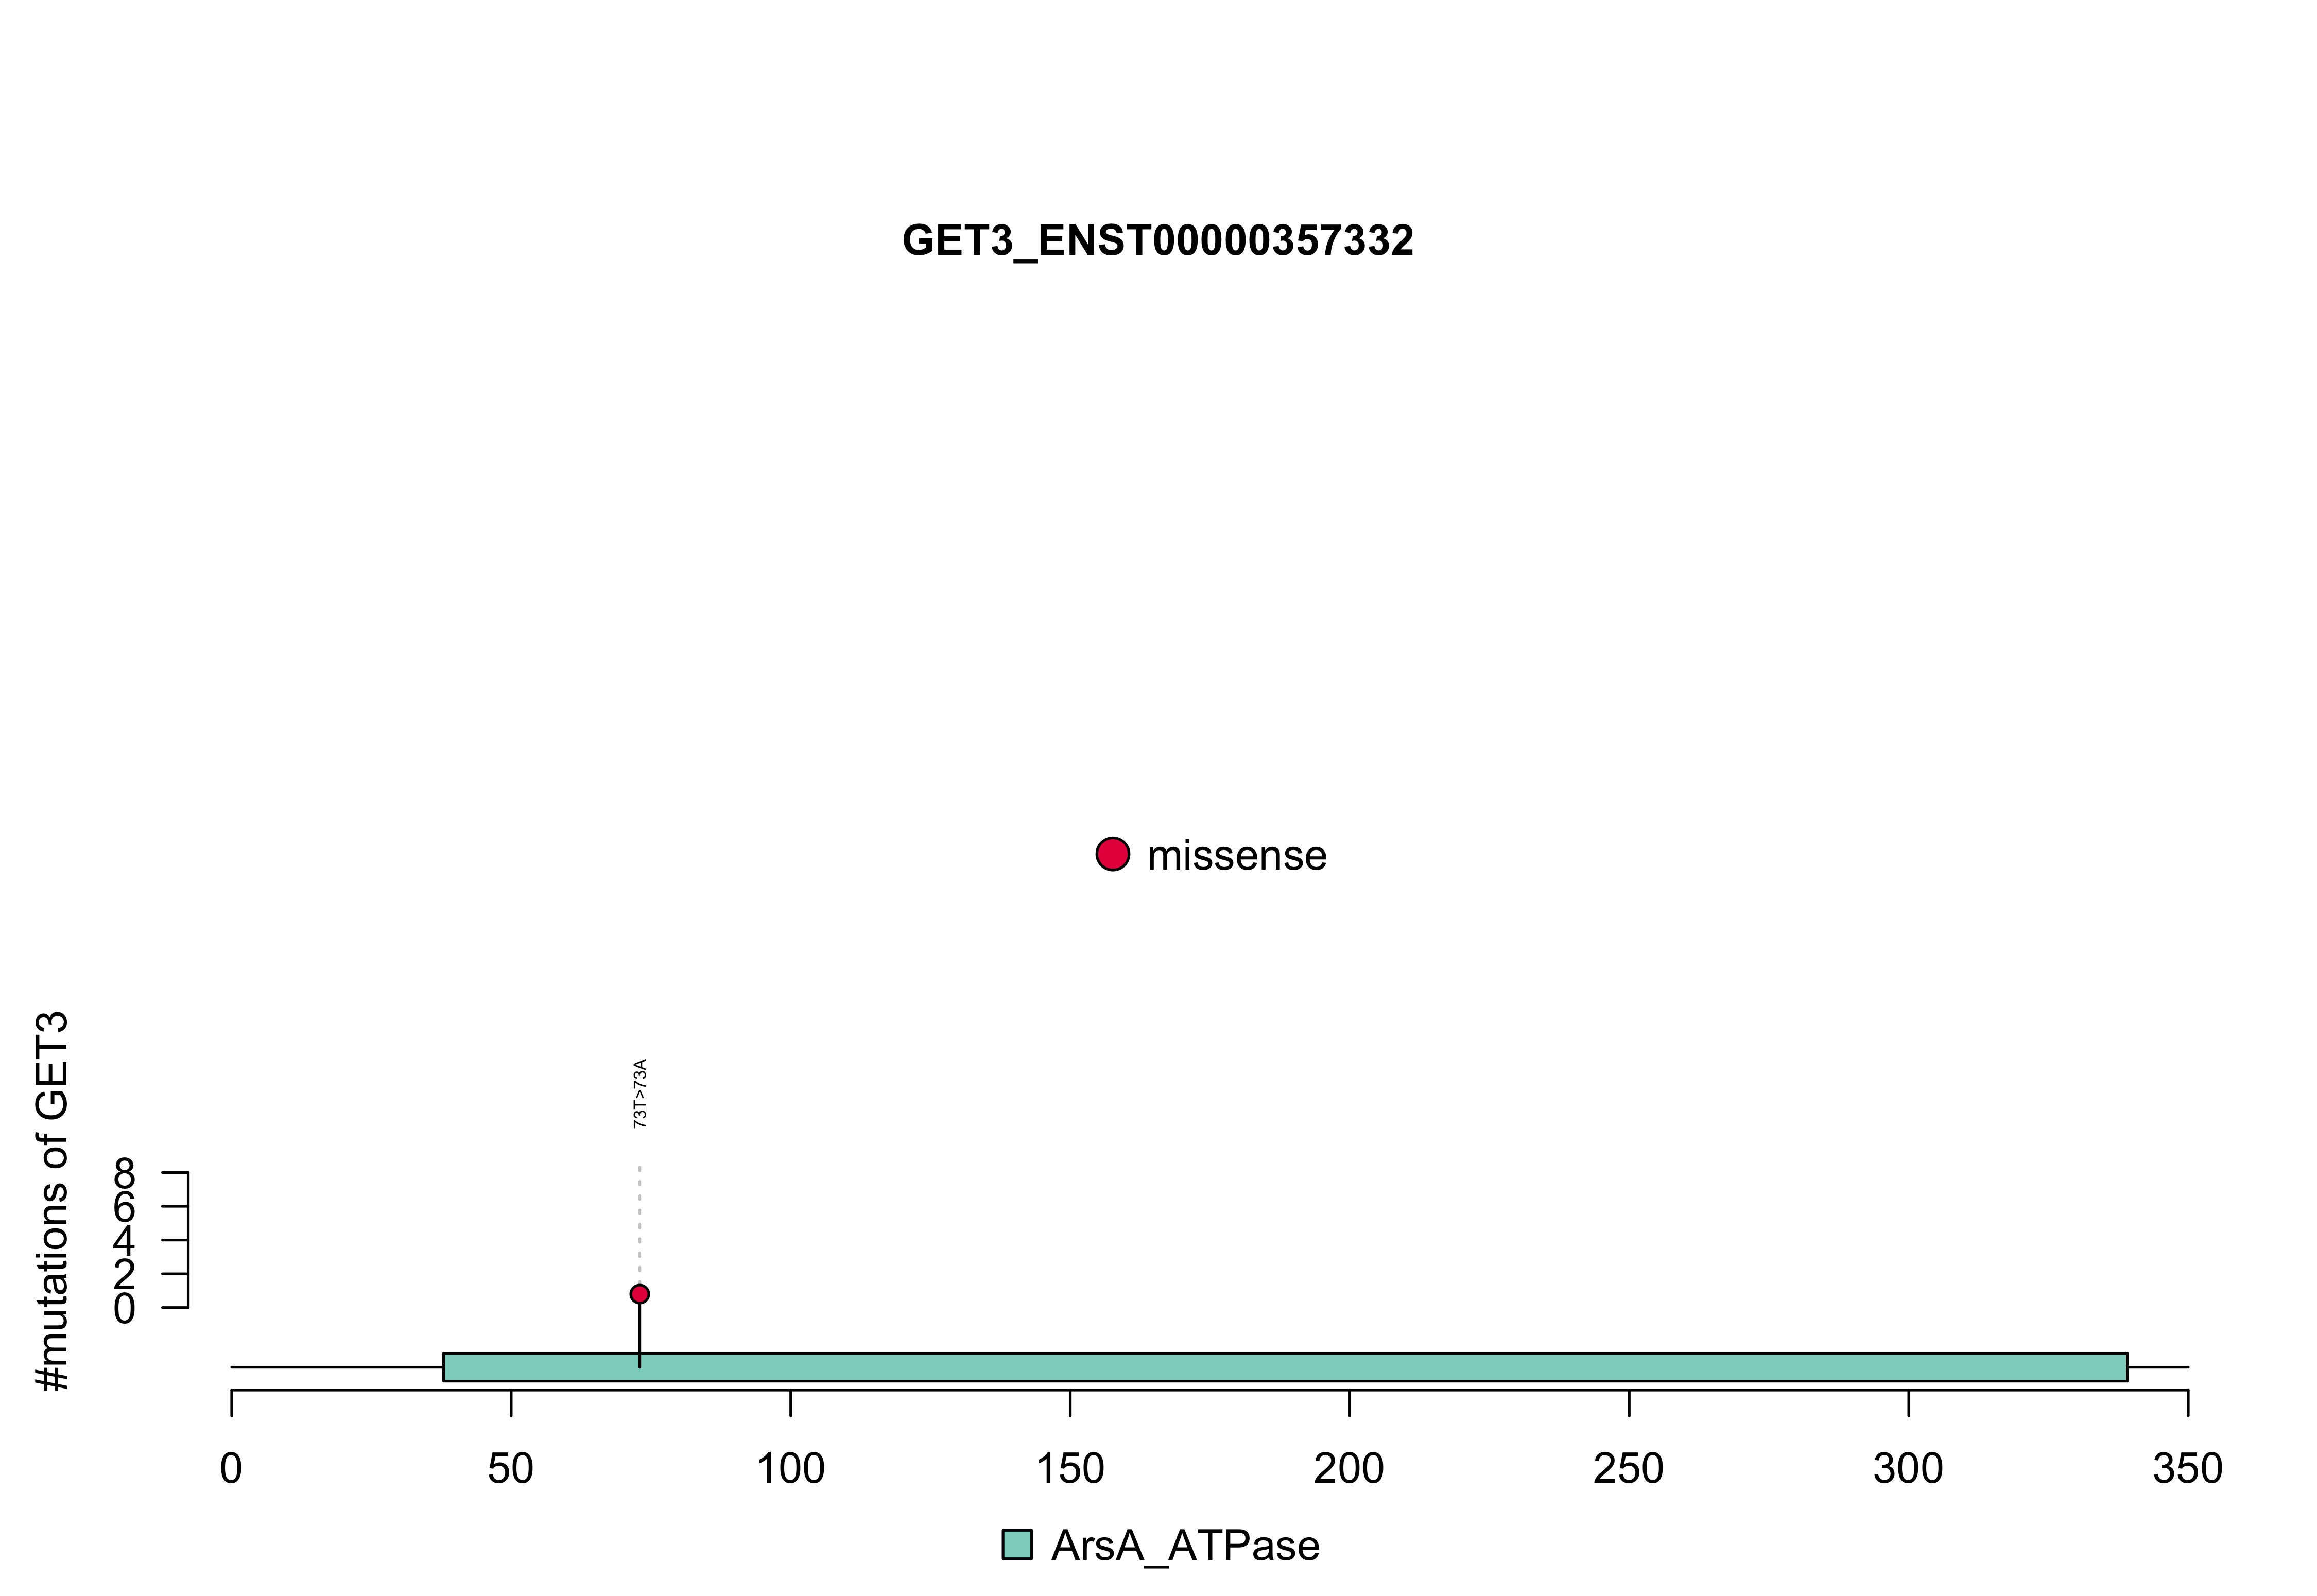 GET3_ENST00000357332
missense
#mutations of GET3
73T>73A
8
6
4
2
0
0 50 100 150 200 250 300 350
ArsA_ATPase